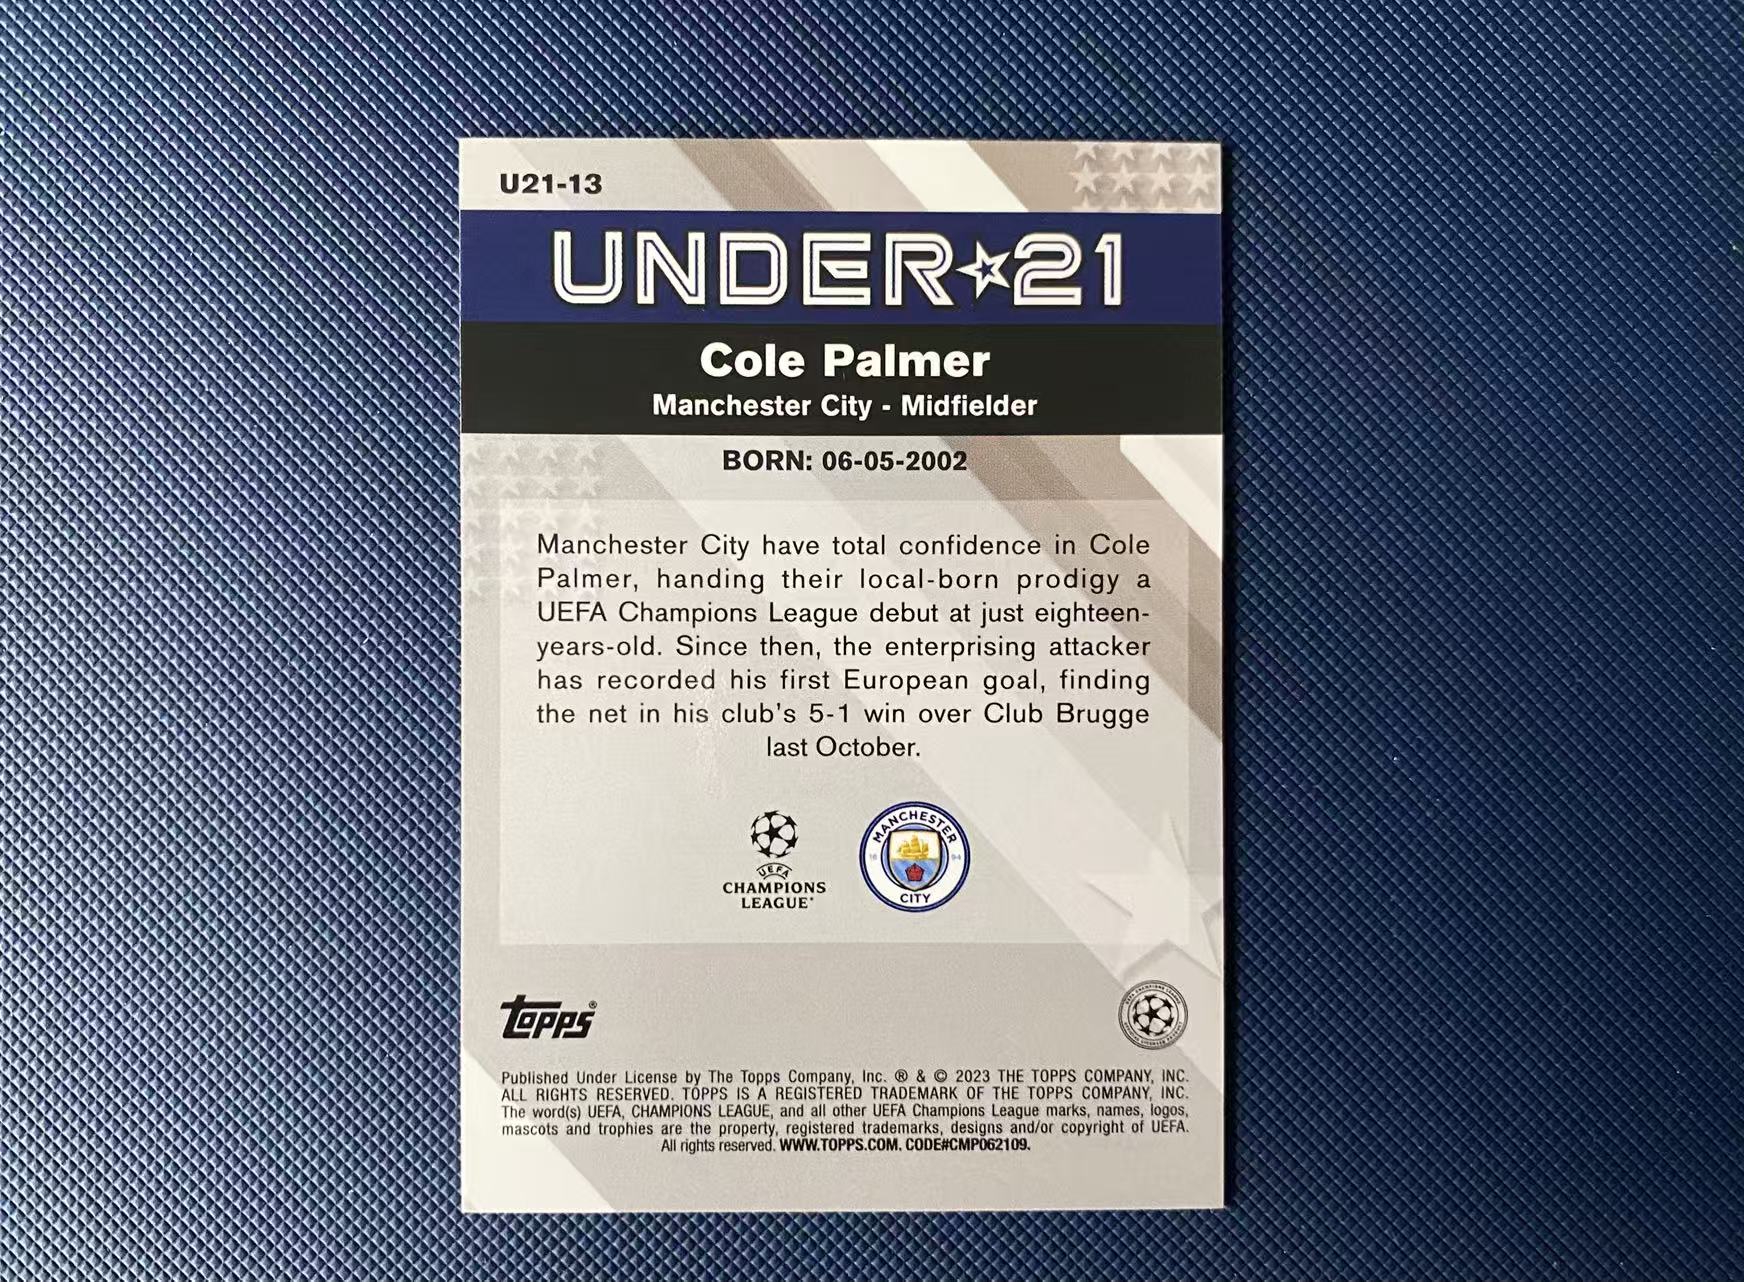 U21-13
UNDER★21
Cole Palmer
Manchester City - Midfielder
BORN: 06-05-2002
Manchester City have total confidence in Cole
Palmer, handing their local-born prodigy a
UEFA Champions League debut at just eighteen-
years-old. Since then, the enterprising attacker
has recorded his first European goal, finding
the net in his club's 5-1 win over Club Brugge
last October.
UEFA
CHAMPIONS
LEAGUE
MANCHESTER
18 94
CITY
Topps®
Published Under License by The Topps Company, Inc. ® & © 2023 THE TOPPS COMPANY, INC.
ALL RIGHTS RESERVED. TOPPS IS A REGISTERED TRADEMARK OF THE TOPPS COMPANY, INC.
The word(s) UEFA, CHAMPIONS LEAGUE, and all other UEFA Champions League marks, names, logos,
mascots and trophies are the property, registered trademarks, designs and/or copyright of UEFA.
All rights reserved. WWW.TOPPS.COM. CODE#CMP062109.